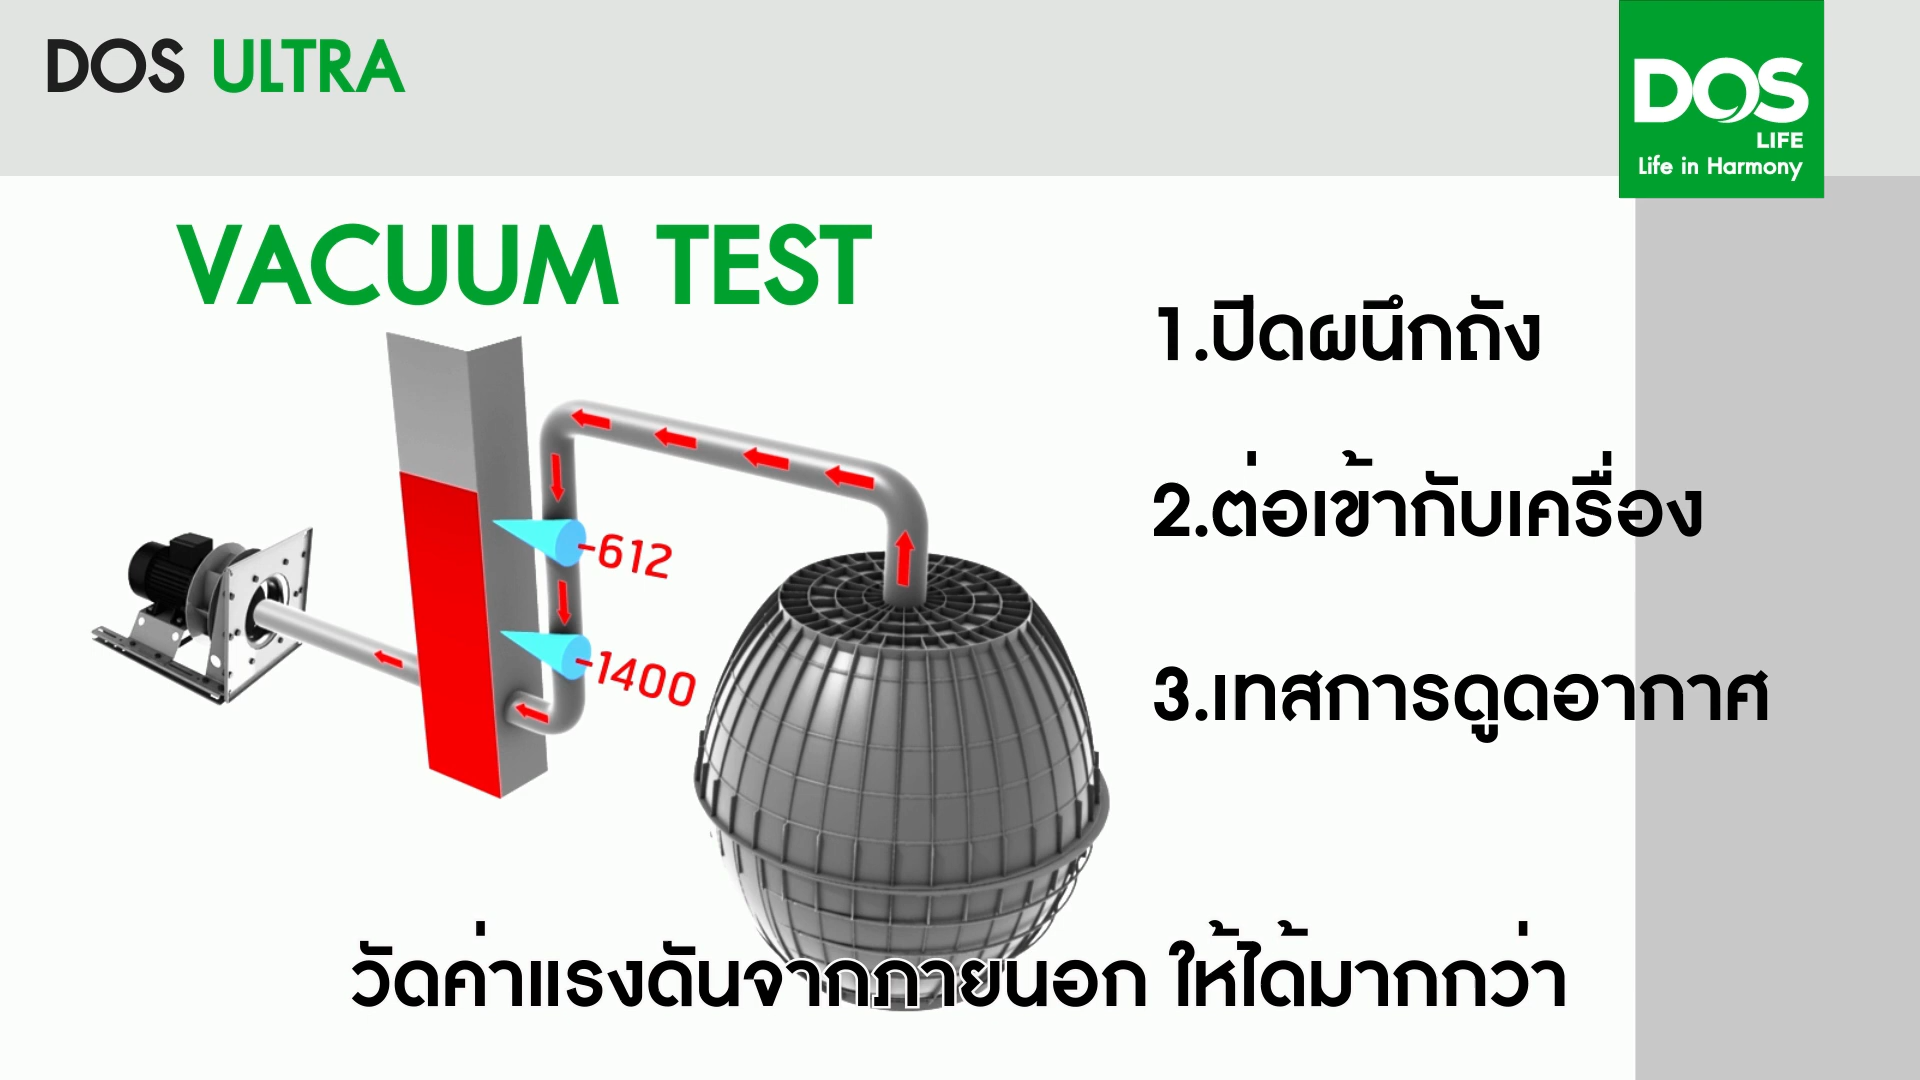 DOS ULTRA
DOS
LIFE
Life in Harmony
VACUUM TEST
1.ปิดผนึกถัง
2.ต่อเข้ากับเครื่อง
3.เทสการดูดอากาศ
-612
-1400
วัดค่าแรงดันจากภายนอก ให้ได้มากกว่า